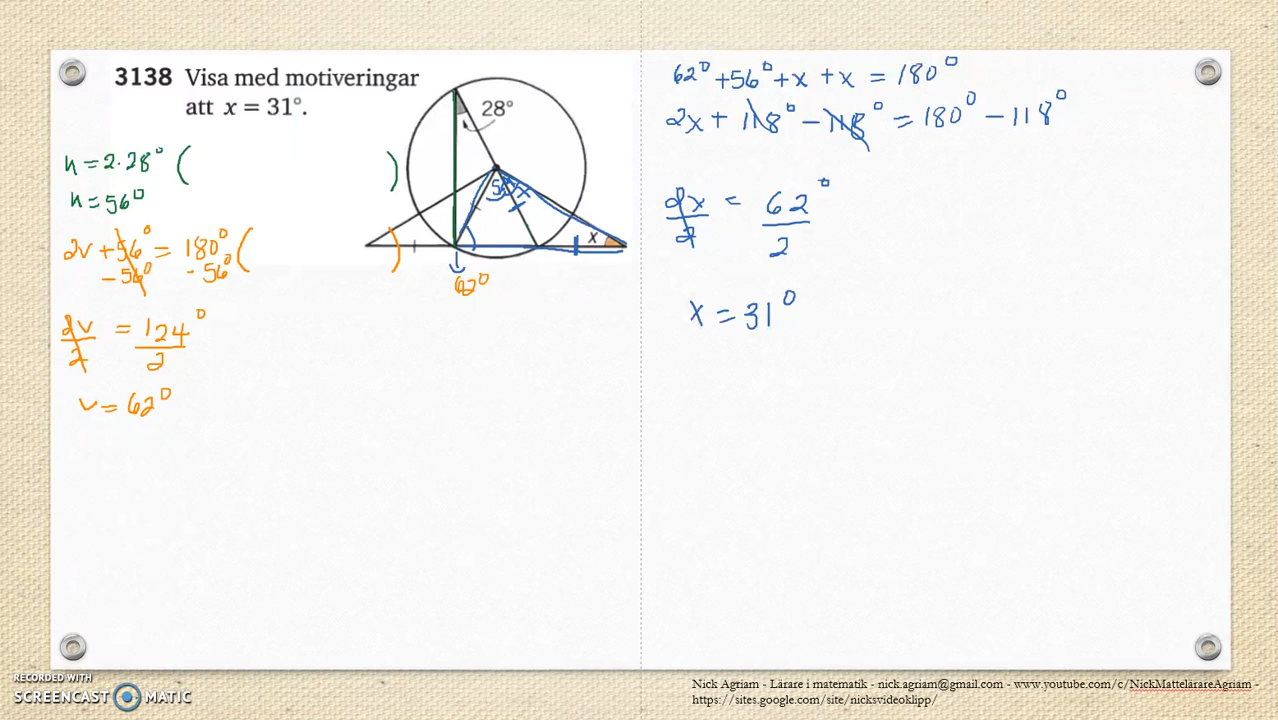 3138 Visa med motiveringar
att x = 31°.
28°
56°
x
x
62°
n = 2·28° (          )
n = 56°
2v + 56° = 180° (          )
- 56°   - 56°
2v = 124°
2   2
v = 62°
62° + 56° + x + x = 180°
2x + 118° - 118° = 180° - 118°
2x = 62°
2   2
x = 31°
RECORDED WITH
SCREENCAST MATIC
Nick Agriam - Lärare i matematik - nick.agriam@gmail.com - www.youtube.com/c/NickMattelärareAgriam -
https://sites.google.com/site/nicksvideoklipp/